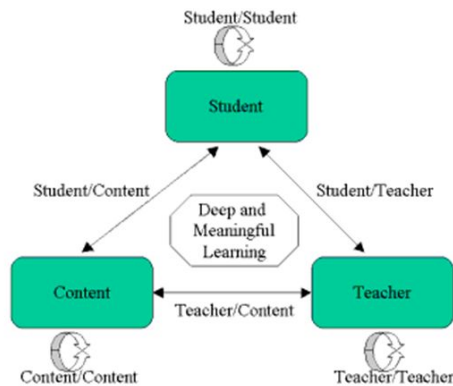 Student/Student
Student
Student/Content
Student/Teacher
Deep and
Meaningful
Learning
Content
Teacher
Teacher/Content
Content/Content
Teacher/Teacher